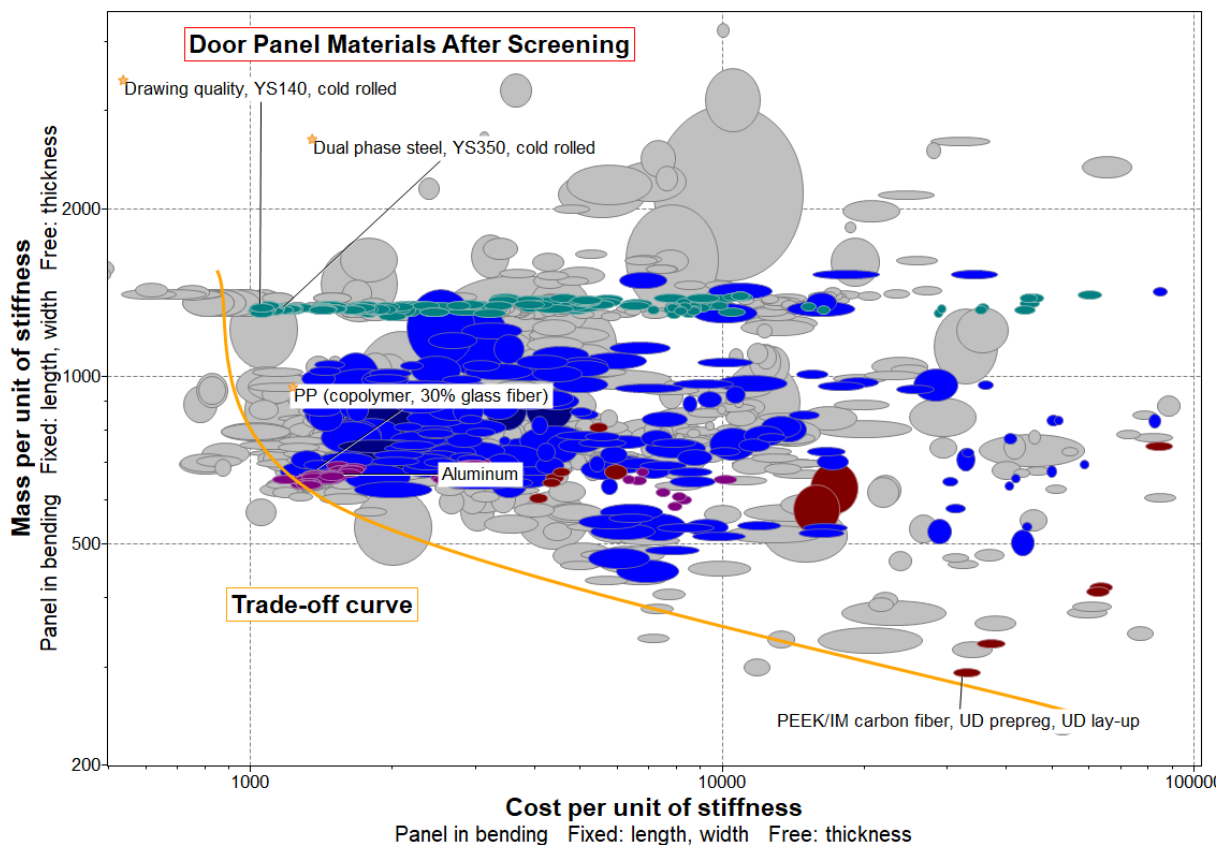 Door Panel Materials After Screening
Drawing quality, YS140, cold rolled
Dual phase steel, YS350, cold rolled
PP (copolymer, 30% glass fiber)
Aluminum
Trade-off curve
PEEK/IM carbon fiber, UD prepreg, UD lay-up
Mass per unit of stiffness
Panel in bending Fixed: length, width Free: thickness
2000
1000
500
200
1000
10000
100000
Cost per unit of stiffness
Panel in bending Fixed: length, width Free: thickness